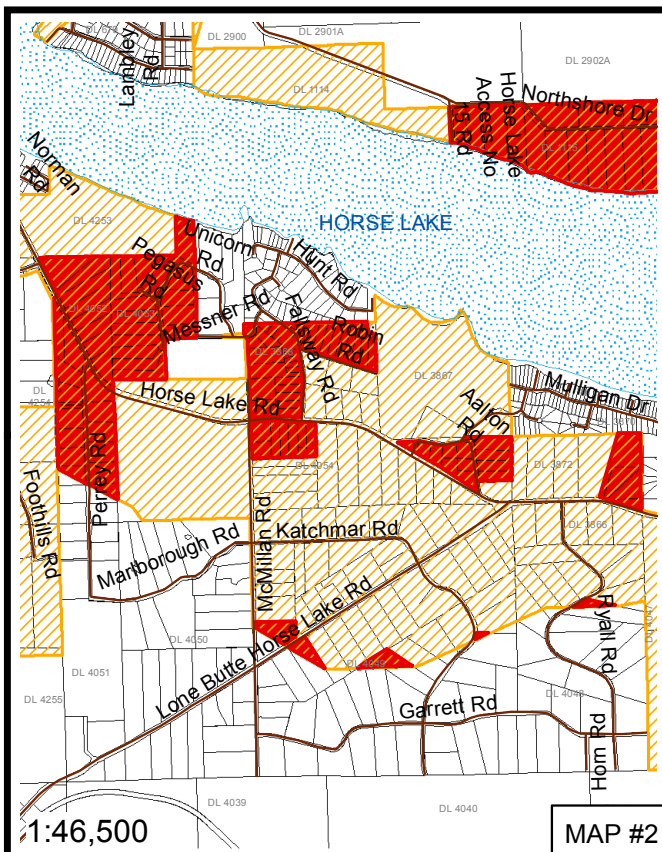 DL 2900
DL 2901A
DL 2902A
Lambley
Rd
DL 1114
Horse Lake
Access No
15 Rd
Northshore Dr
Norman
Rd
HORSE LAKE
DL 4253
Unicorn
Rd
Hunt Rd
Pegasus
Rd
Messner Rd
Fallsway Rd
Robin
Rd
DL 3867
DL
4254
Horse Lake Rd
Mulligan Dr
Aalton
Rd
DL 4054
DL 3872
Perrey Rd
Foothills Rd
McMillan Rd
Katchmar Rd
Marlborough Rd
Lone Butte Horse Lake Rd
Ryall Rd
DL 4050
DL 4051
DL 4255
DL 4048
Garrett Rd
Horn Rd
DL 4039
DL 4040
1:46,500
MAP #2